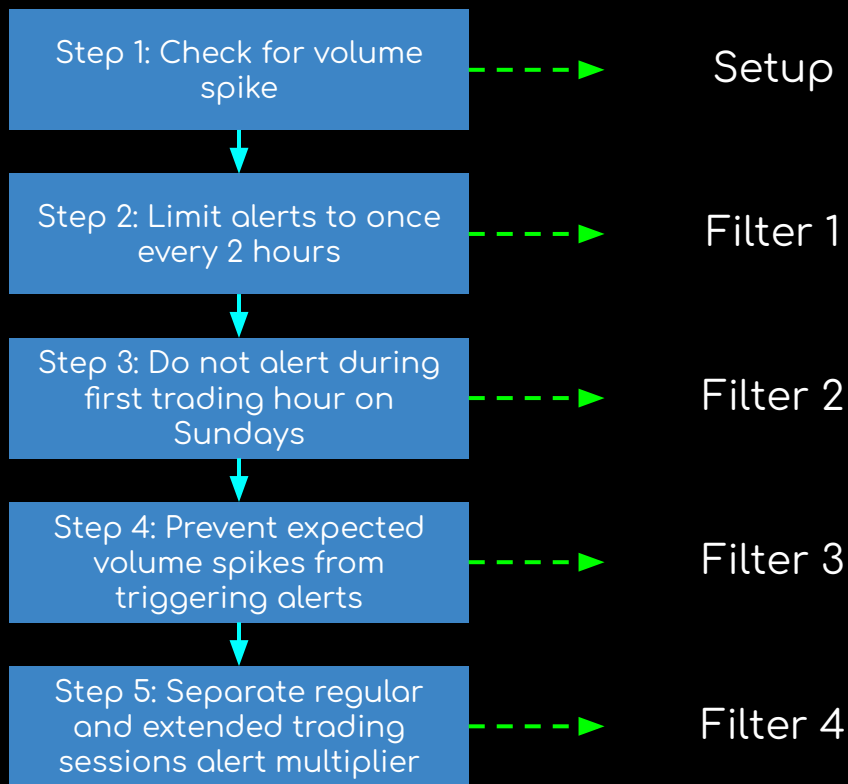 Step 1: Check for volume
spike
Setup
Step 2: Limit alerts to once
every 2 hours
Filter 1
Step 3: Do not alert during
first trading hour on
Sundays
Filter 2
Step 4: Prevent expected
volume spikes from
triggering alerts
Filter 3
Step 5: Separate regular
and extended trading
sessions alert multiplier
Filter 4